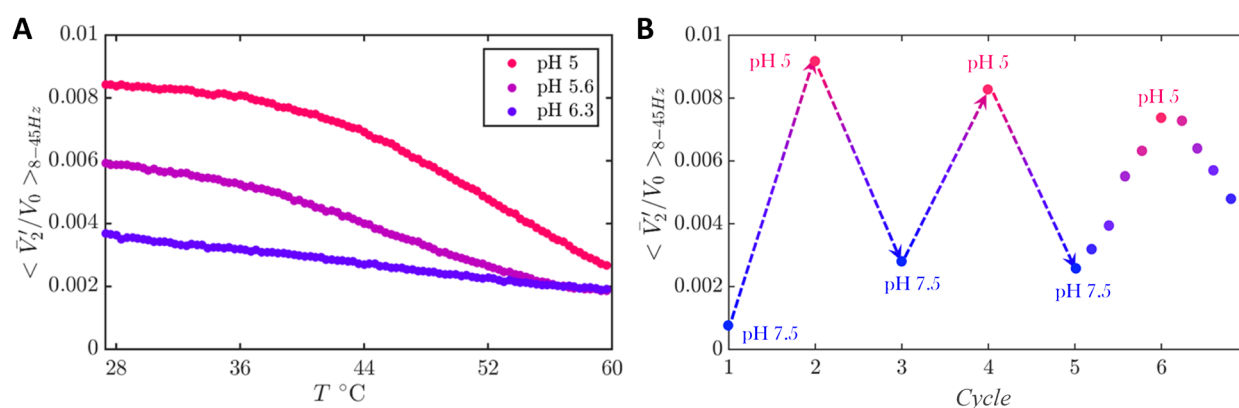 A
< V̄′₂/V₀ >₈₋₄₅Hz
0.01
0.008
0.006
0.004
0.002
0
28
36
44
52
60
T °C
pH 5
pH 5.6
pH 6.3
B
< V̄′₂/V₀ >₈₋₄₅Hz
0.01
0.008
0.006
0.004
0.002
0
1
2
3
4
5
6
Cycle
pH 5
pH 5
pH 5
pH 7.5
pH 7.5
pH 7.5